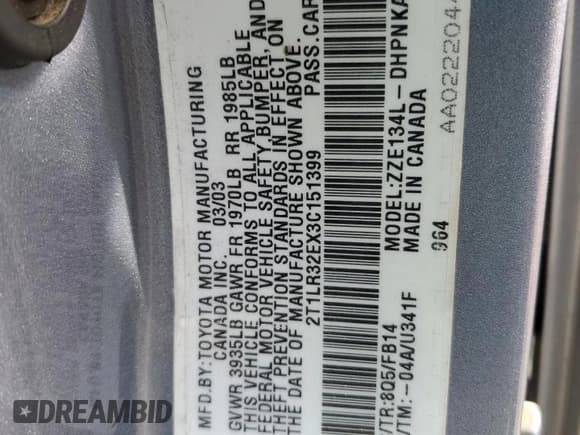 MFD.BY:TOYOTA MOTOR MANUFACTURING
CANADA INC. 03/03
GVWR 3935LB GAWR FR 1970LB RR 1985LB
THIS VEHICLE CONFORMS TO ALL APPLICABLE
FEDERAL MOTOR VEHICLE SAFETY,BUMPER, AND
THEFT PREVENTION STANDARDS IN EFFECT ON
THE DATE OF MANUFACTURE SHOWN ABOVE.
2T1LR32EX3C151399 PASS.CAR
/TR:8Q5/FB14 MODEL:ZZE134L-DHPNKA
/TM:-04A/U341F MADE IN CANADA
964 AA0222204
DREAMBID